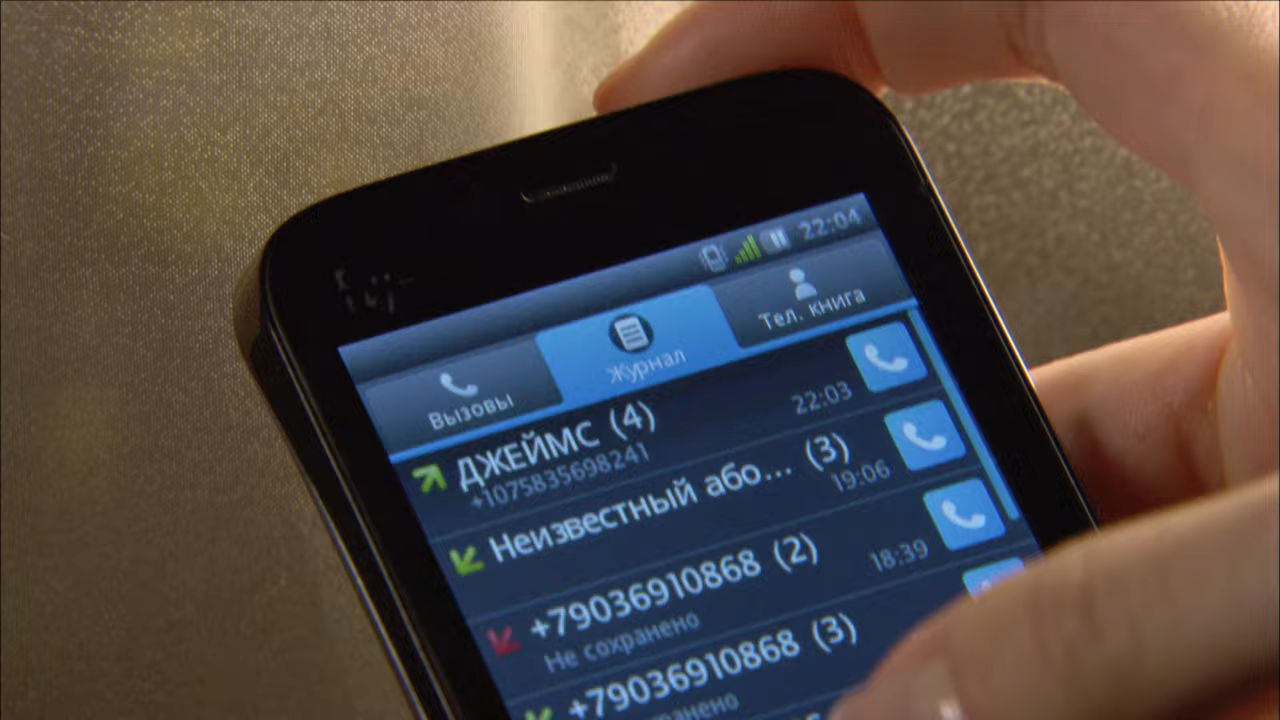 22:04
Вызовы
Журнал
Тел. книга
ДЖЕЙМС (4)
+1075835698241
22:03
Неизвестный або... (3)
19:06
+79036910868 (2)
Не сохранено
18:39
+79036910868 (3)
сохранено